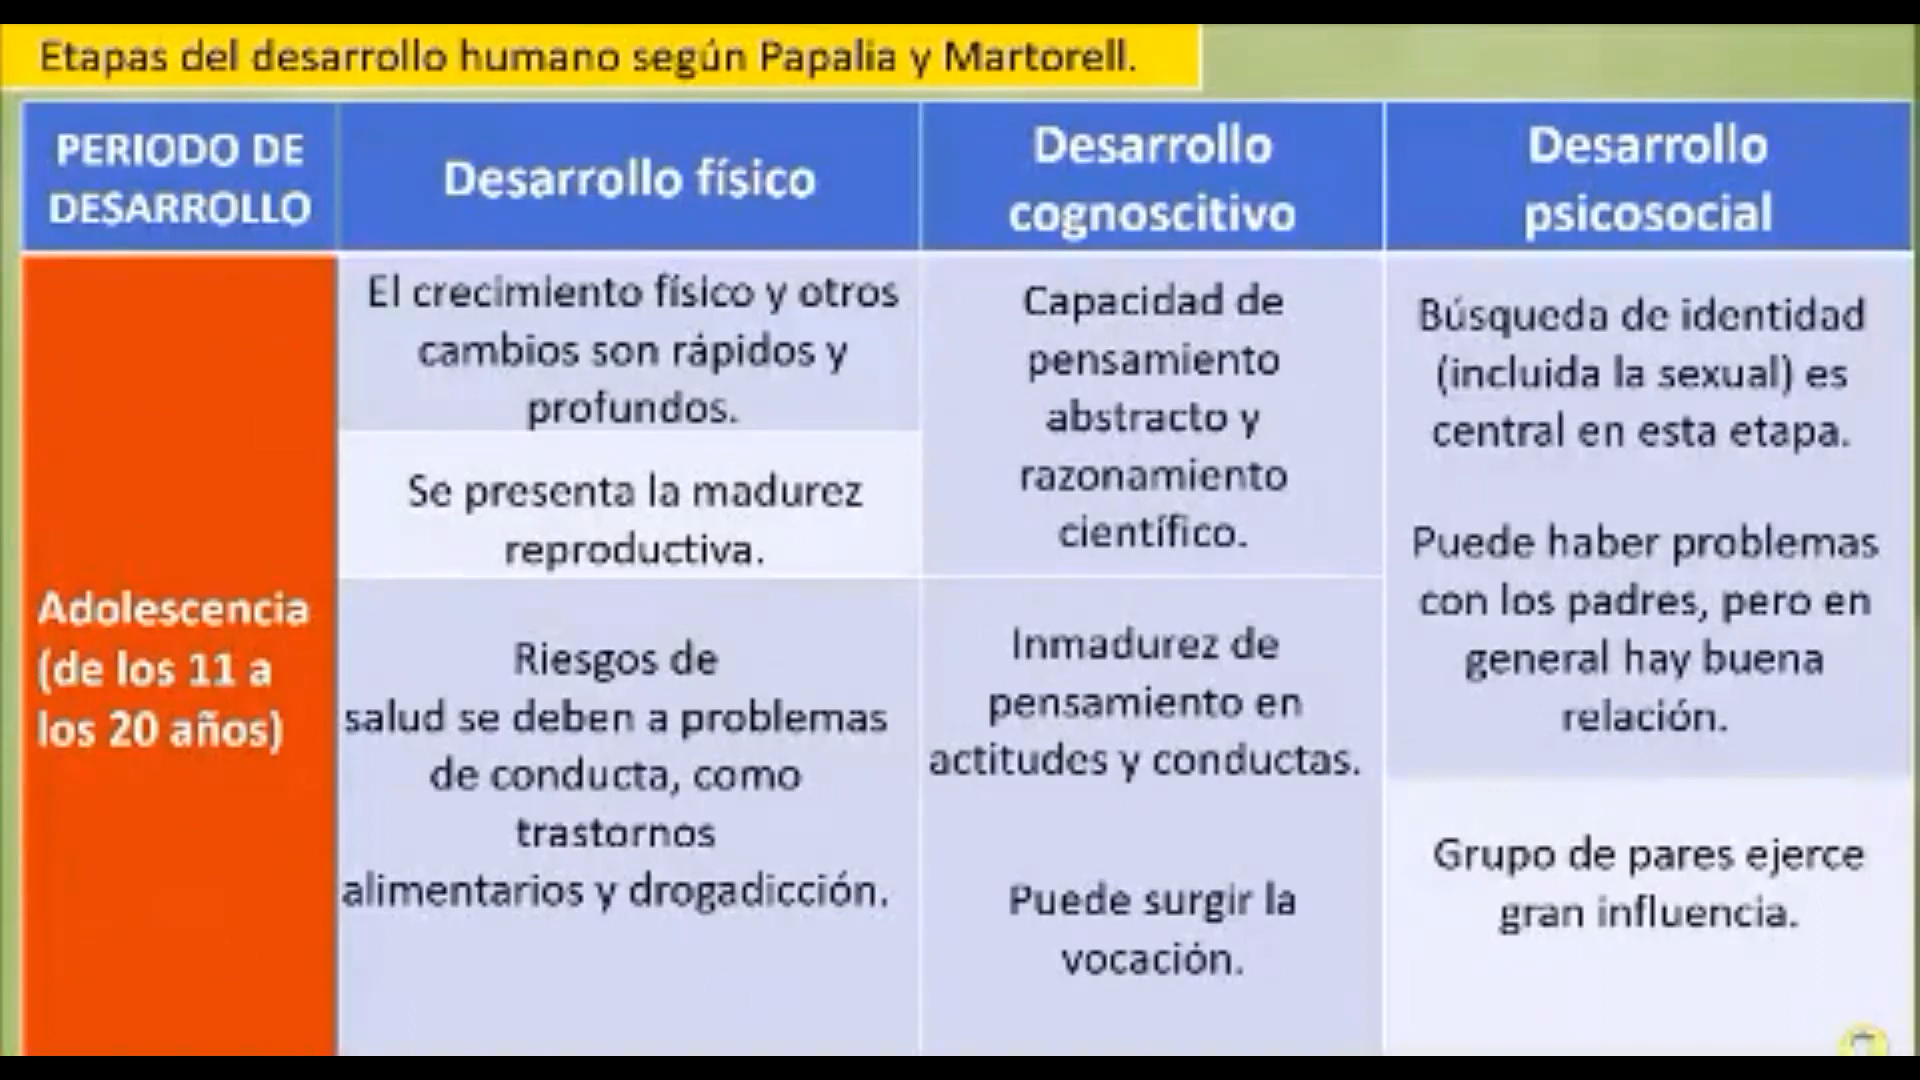 Etapas del desarrollo humano según Papalia y Martorell.
PERIODO DE
DESARROLLO
Desarrollo físico
Desarrollo
cognoscitivo
Desarrollo
psicosocial
Adolescencia
(de los 11 a
los 20 años)
El crecimiento físico y otros
cambios son rápidos y
profundos.
Se presenta la madurez
reproductiva.
Riesgos de
salud se deben a problemas
de conducta, como
trastornos
alimentarios y drogadicción.
Capacidad de
pensamiento
abstracto y
razonamiento
científico.
Inmadurez de
pensamiento en
actitudes y conductas.
Puede surgir la
vocación.
Búsqueda de identidad
(incluida la sexual) es
central en esta etapa.
Puede haber problemas
con los padres, pero en
general hay buena
relación.
Grupo de pares ejerce
gran influencia.